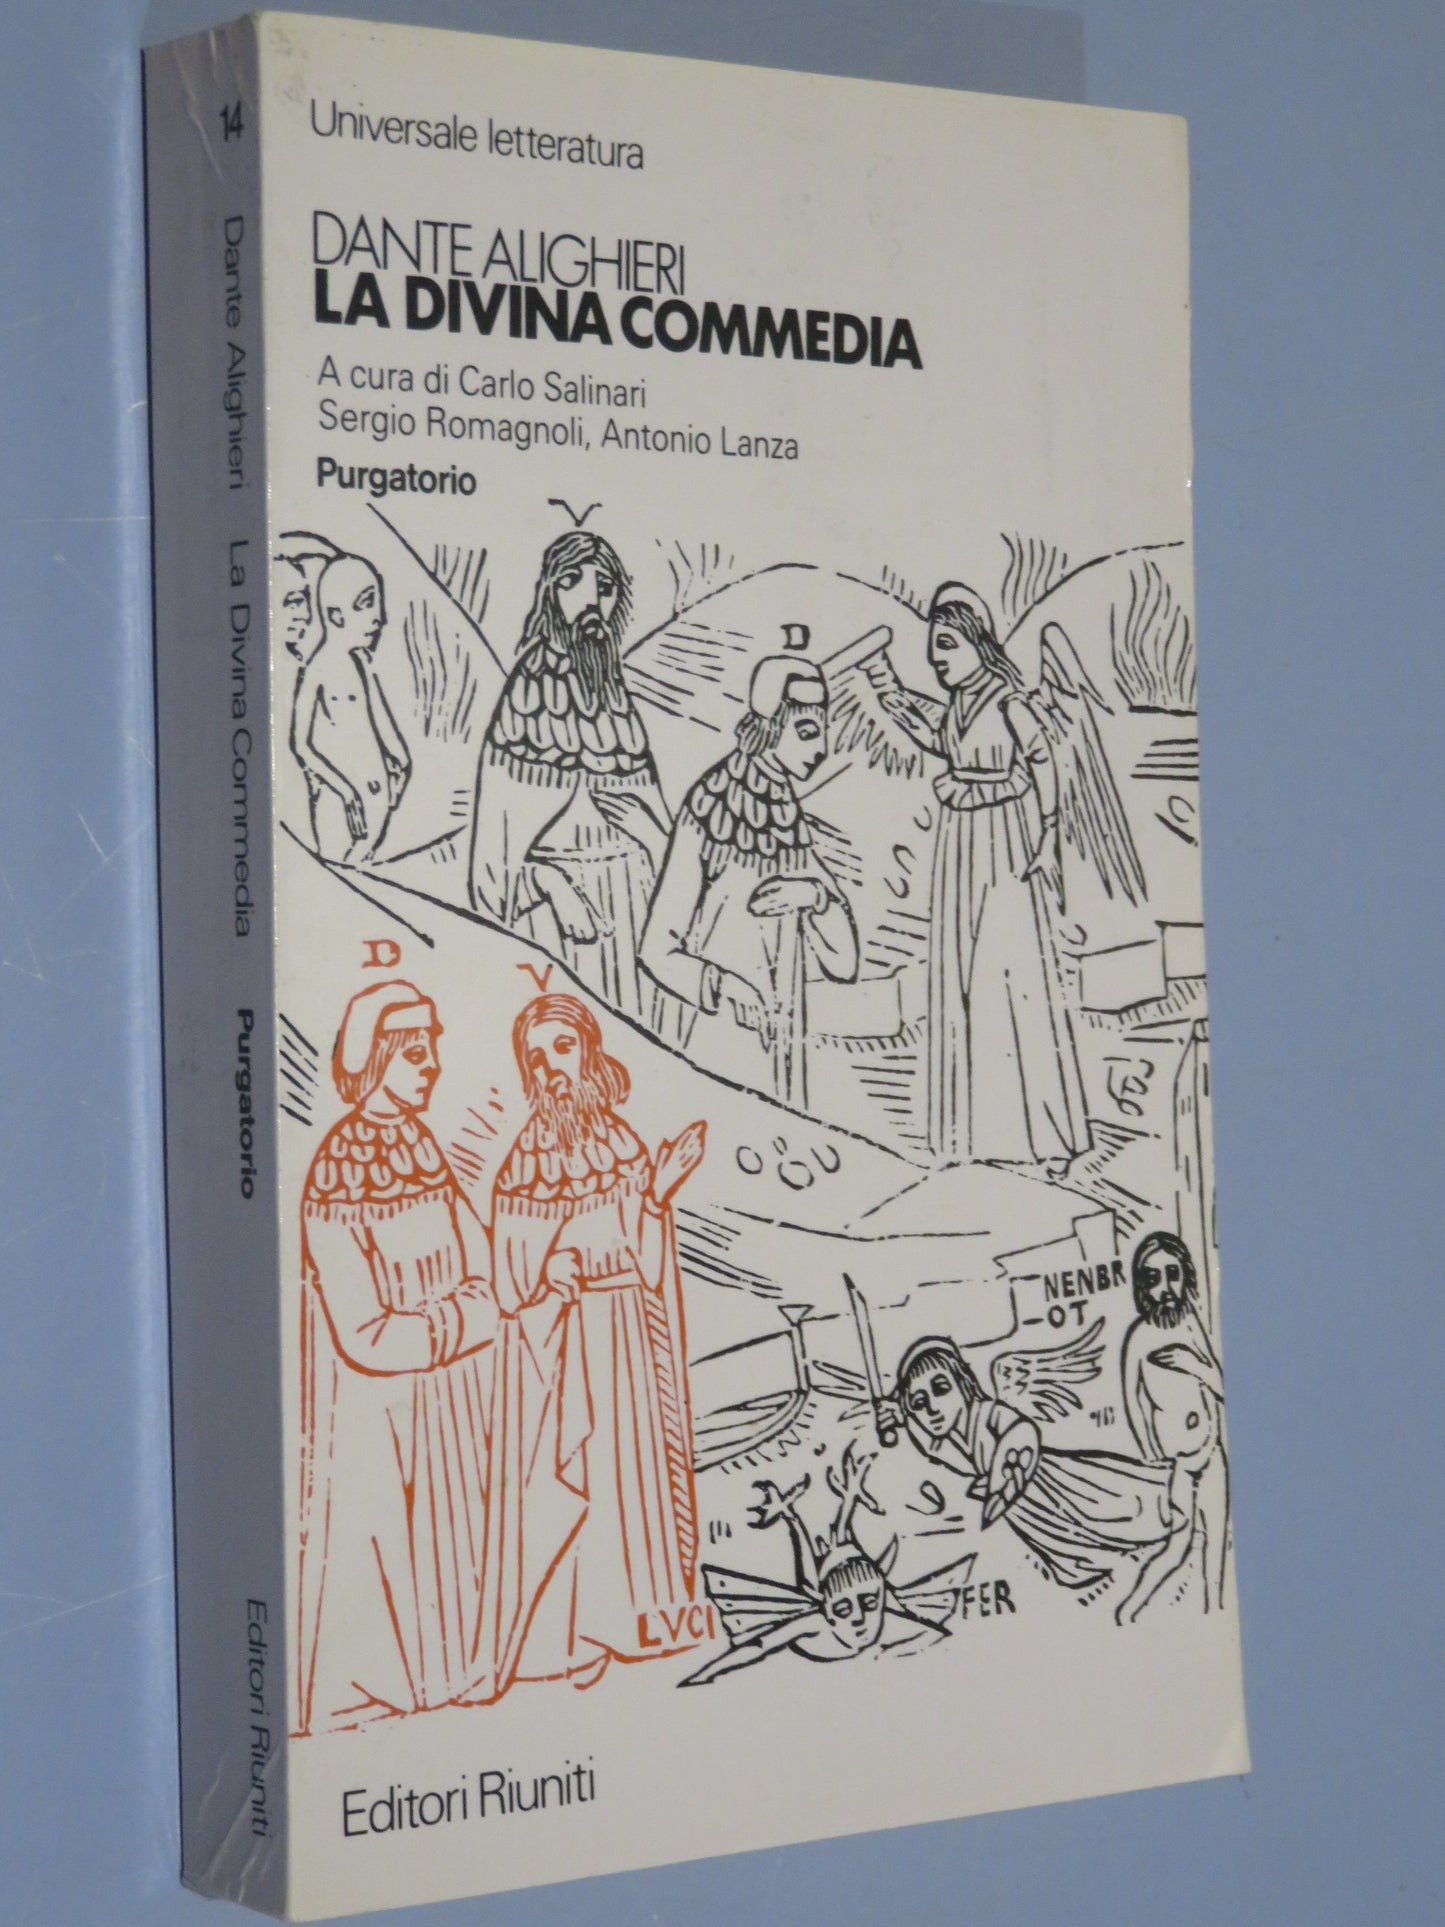 14
Dante Alighieri La Divina Commedia Purgatorio
Editori Riuniti
Universale letteratura
DANTE ALIGHIERI
LA DIVINA COMMEDIA
A cura di Carlo Salinari
Sergio Romagnoli, Antonio Lanza
Purgatorio
V
D
D
V
NENBR
OT
LVCI
FER
Editori Riuniti